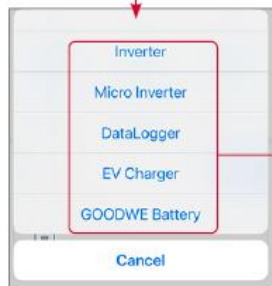 Inverter
Micro Inverter
DataLogger
EV Charger
GOODWE Battery
Cancel